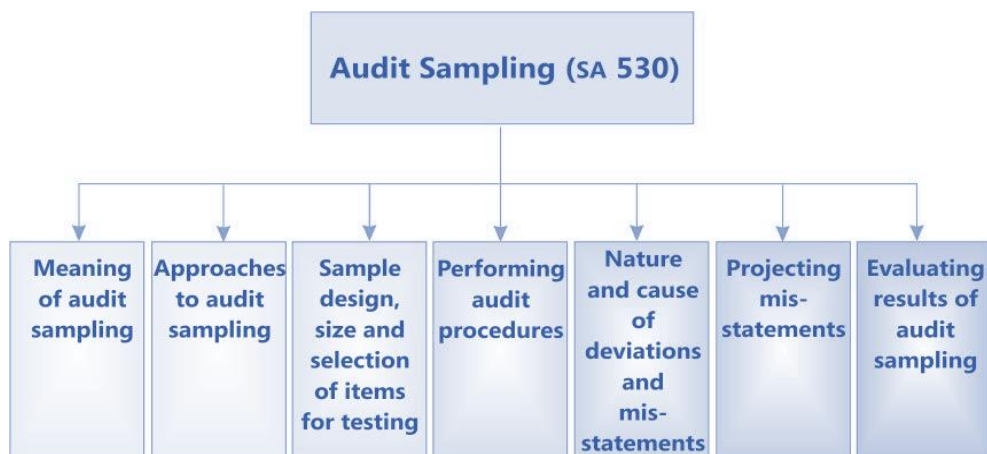 Audit Sampling (SA 530)
Meaning
of audit
sampling
Approaches
to audit
sampling
Sample
design,
size and
selection
of items
for testing
Performing
audit
procedures
Nature
and cause
of
deviations
and
mis-
statements
Projecting
mis-
statements
Evaluating
results of
audit
sampling